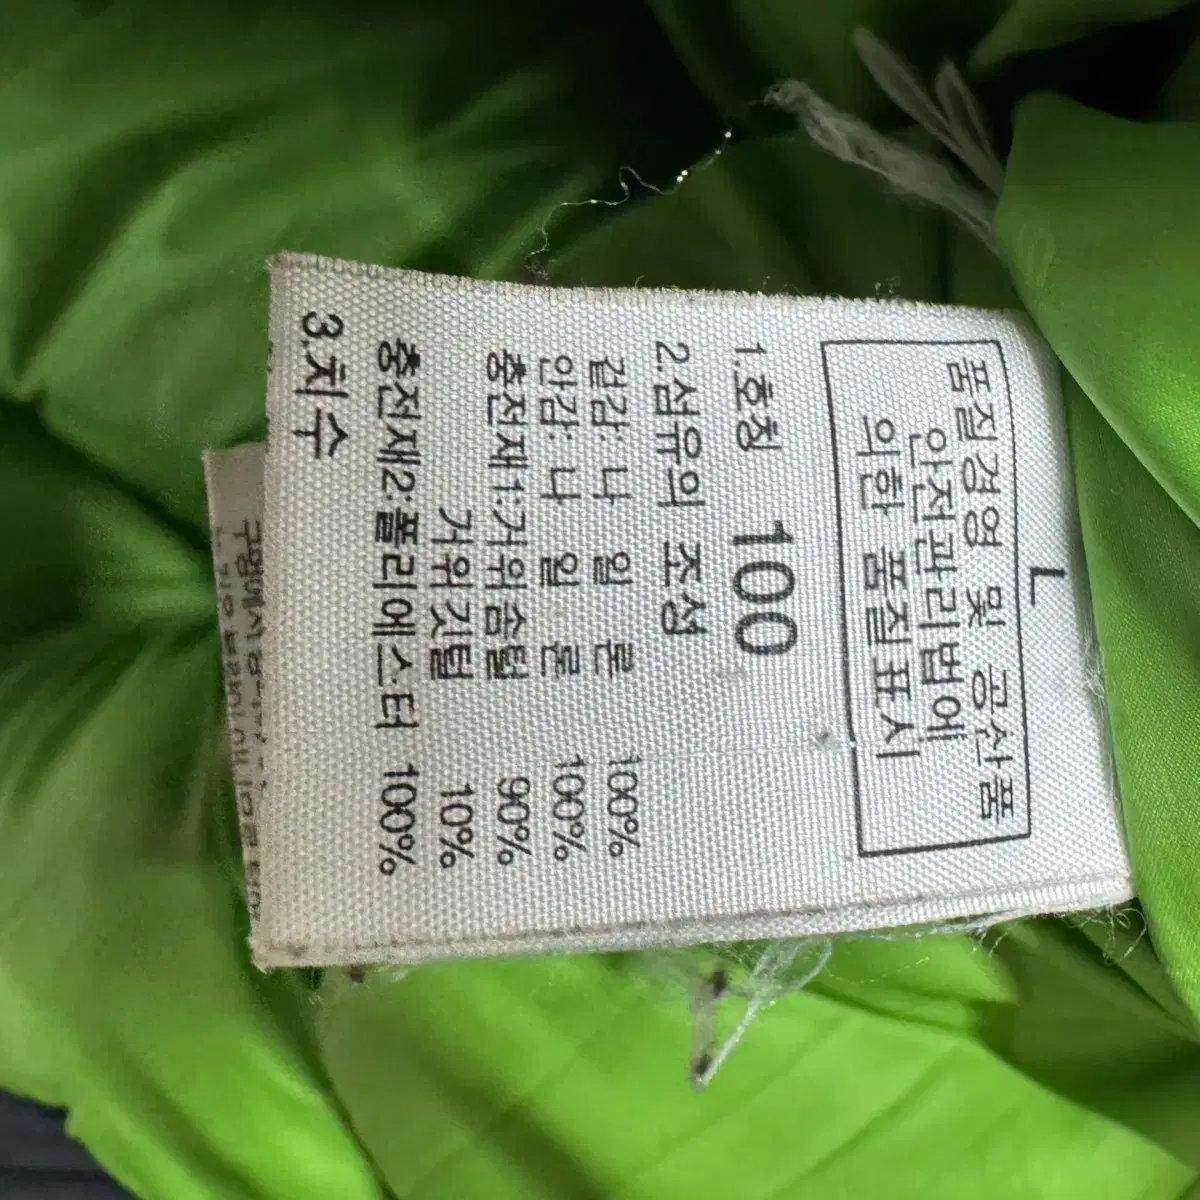 L
품질경영 및 공산품
안전관리법에
의한 품질표시
1.호칭 100
2.섬유의 조성
겉감: 나 일 론 100%
안감: 나 일 론 100%
충전재1:거위솜털 90%
거위깃털 10%
충전재2:폴리에스터 100%
3.치수